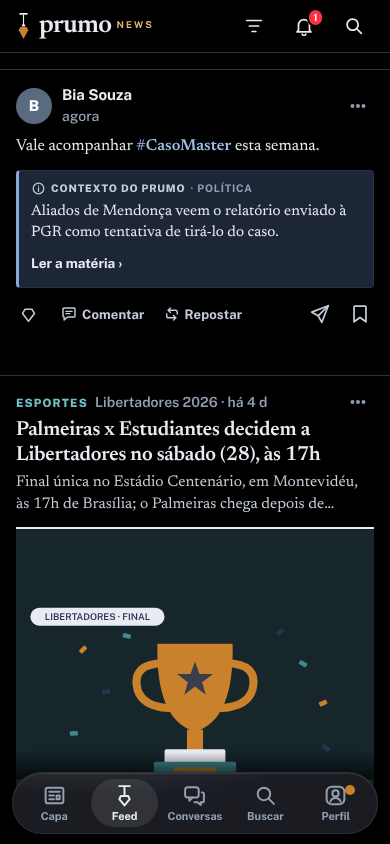 prumo NEWS
1
B
Bia Souza
agora
Vale acompanhar #CasoMaster esta semana.
CONTEXTO DO PRUMO · POLÍTICA
Aliados de Mendonça veem o relatório enviado à
PGR como tentativa de tirá-lo do caso.
Ler a matéria ›
Comentar
Repostar
ESPORTES Libertadores 2026 · há 4 d
Palmeiras x Estudiantes decidem a
Libertadores no sábado (28), às 17h
Final única no Estádio Centenário, em Montevidéu,
às 17h de Brasília; o Palmeiras chega depois de…
LIBERTADORES · FINAL
Capa
Feed
Conversas
Buscar
Perfil